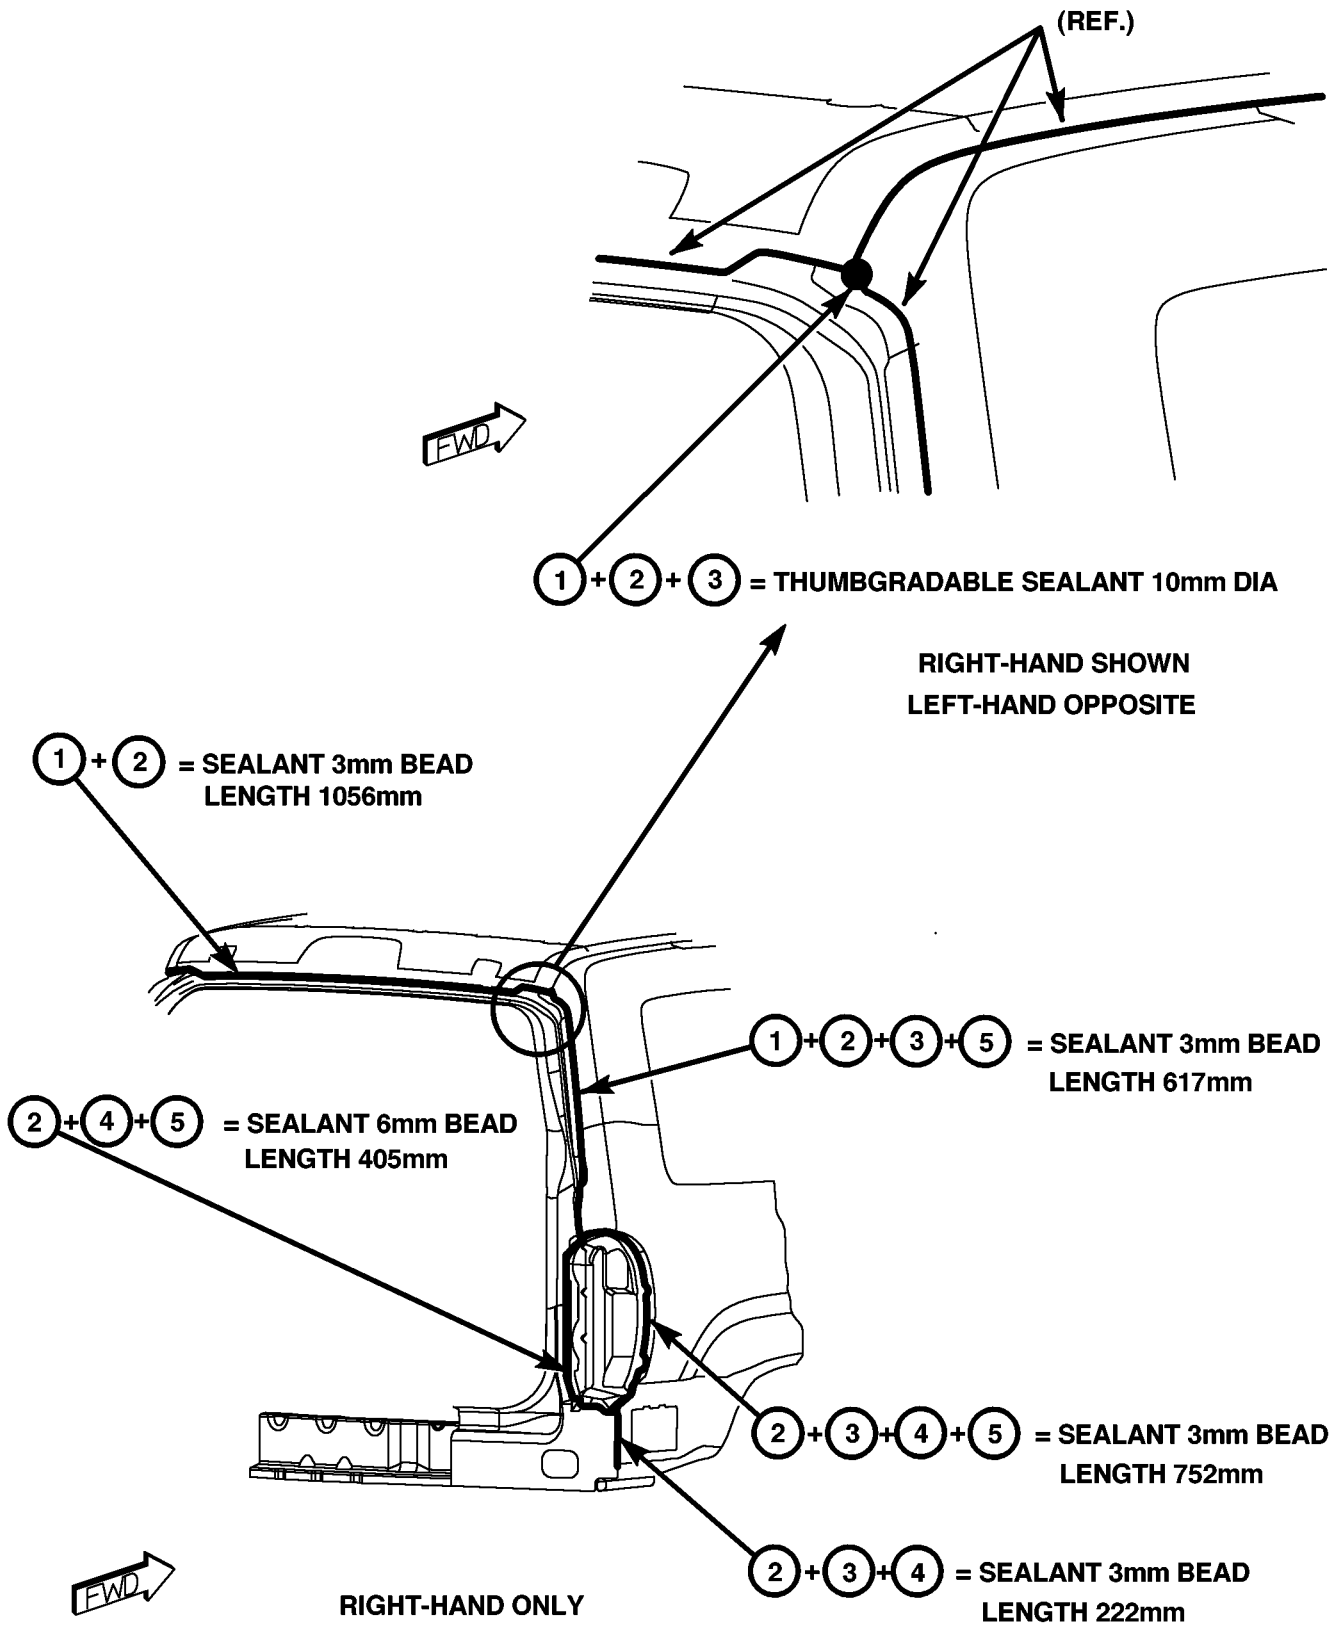 (REF.)
FWD
1 + 2 + 3 = THUMBGRADABLE SEALANT 10mm DIA
RIGHT-HAND SHOWN
LEFT-HAND OPPOSITE
1 + 2 = SEALANT 3mm BEAD
LENGTH 1056mm
1 + 2 + 3 + 5 = SEALANT 3mm BEAD
LENGTH 617mm
2 + 4 + 5 = SEALANT 6mm BEAD
LENGTH 405mm
2 + 3 + 4 + 5 = SEALANT 3mm BEAD
LENGTH 752mm
2 + 3 + 4 = SEALANT 3mm BEAD
LENGTH 222mm
FWD
RIGHT-HAND ONLY